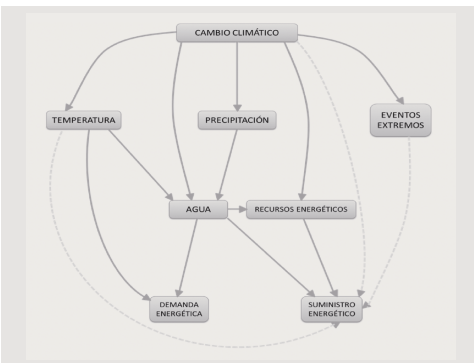 CAMBIO CLIMÁTICO
TEMPERATURA
PRECIPITACIÓN
EVENTOS
EXTREMOS
AGUA
RECURSOS ENERGÉTICOS
DEMANDA
ENERGÉTICA
SUMINISTRO
ENERGÉTICO